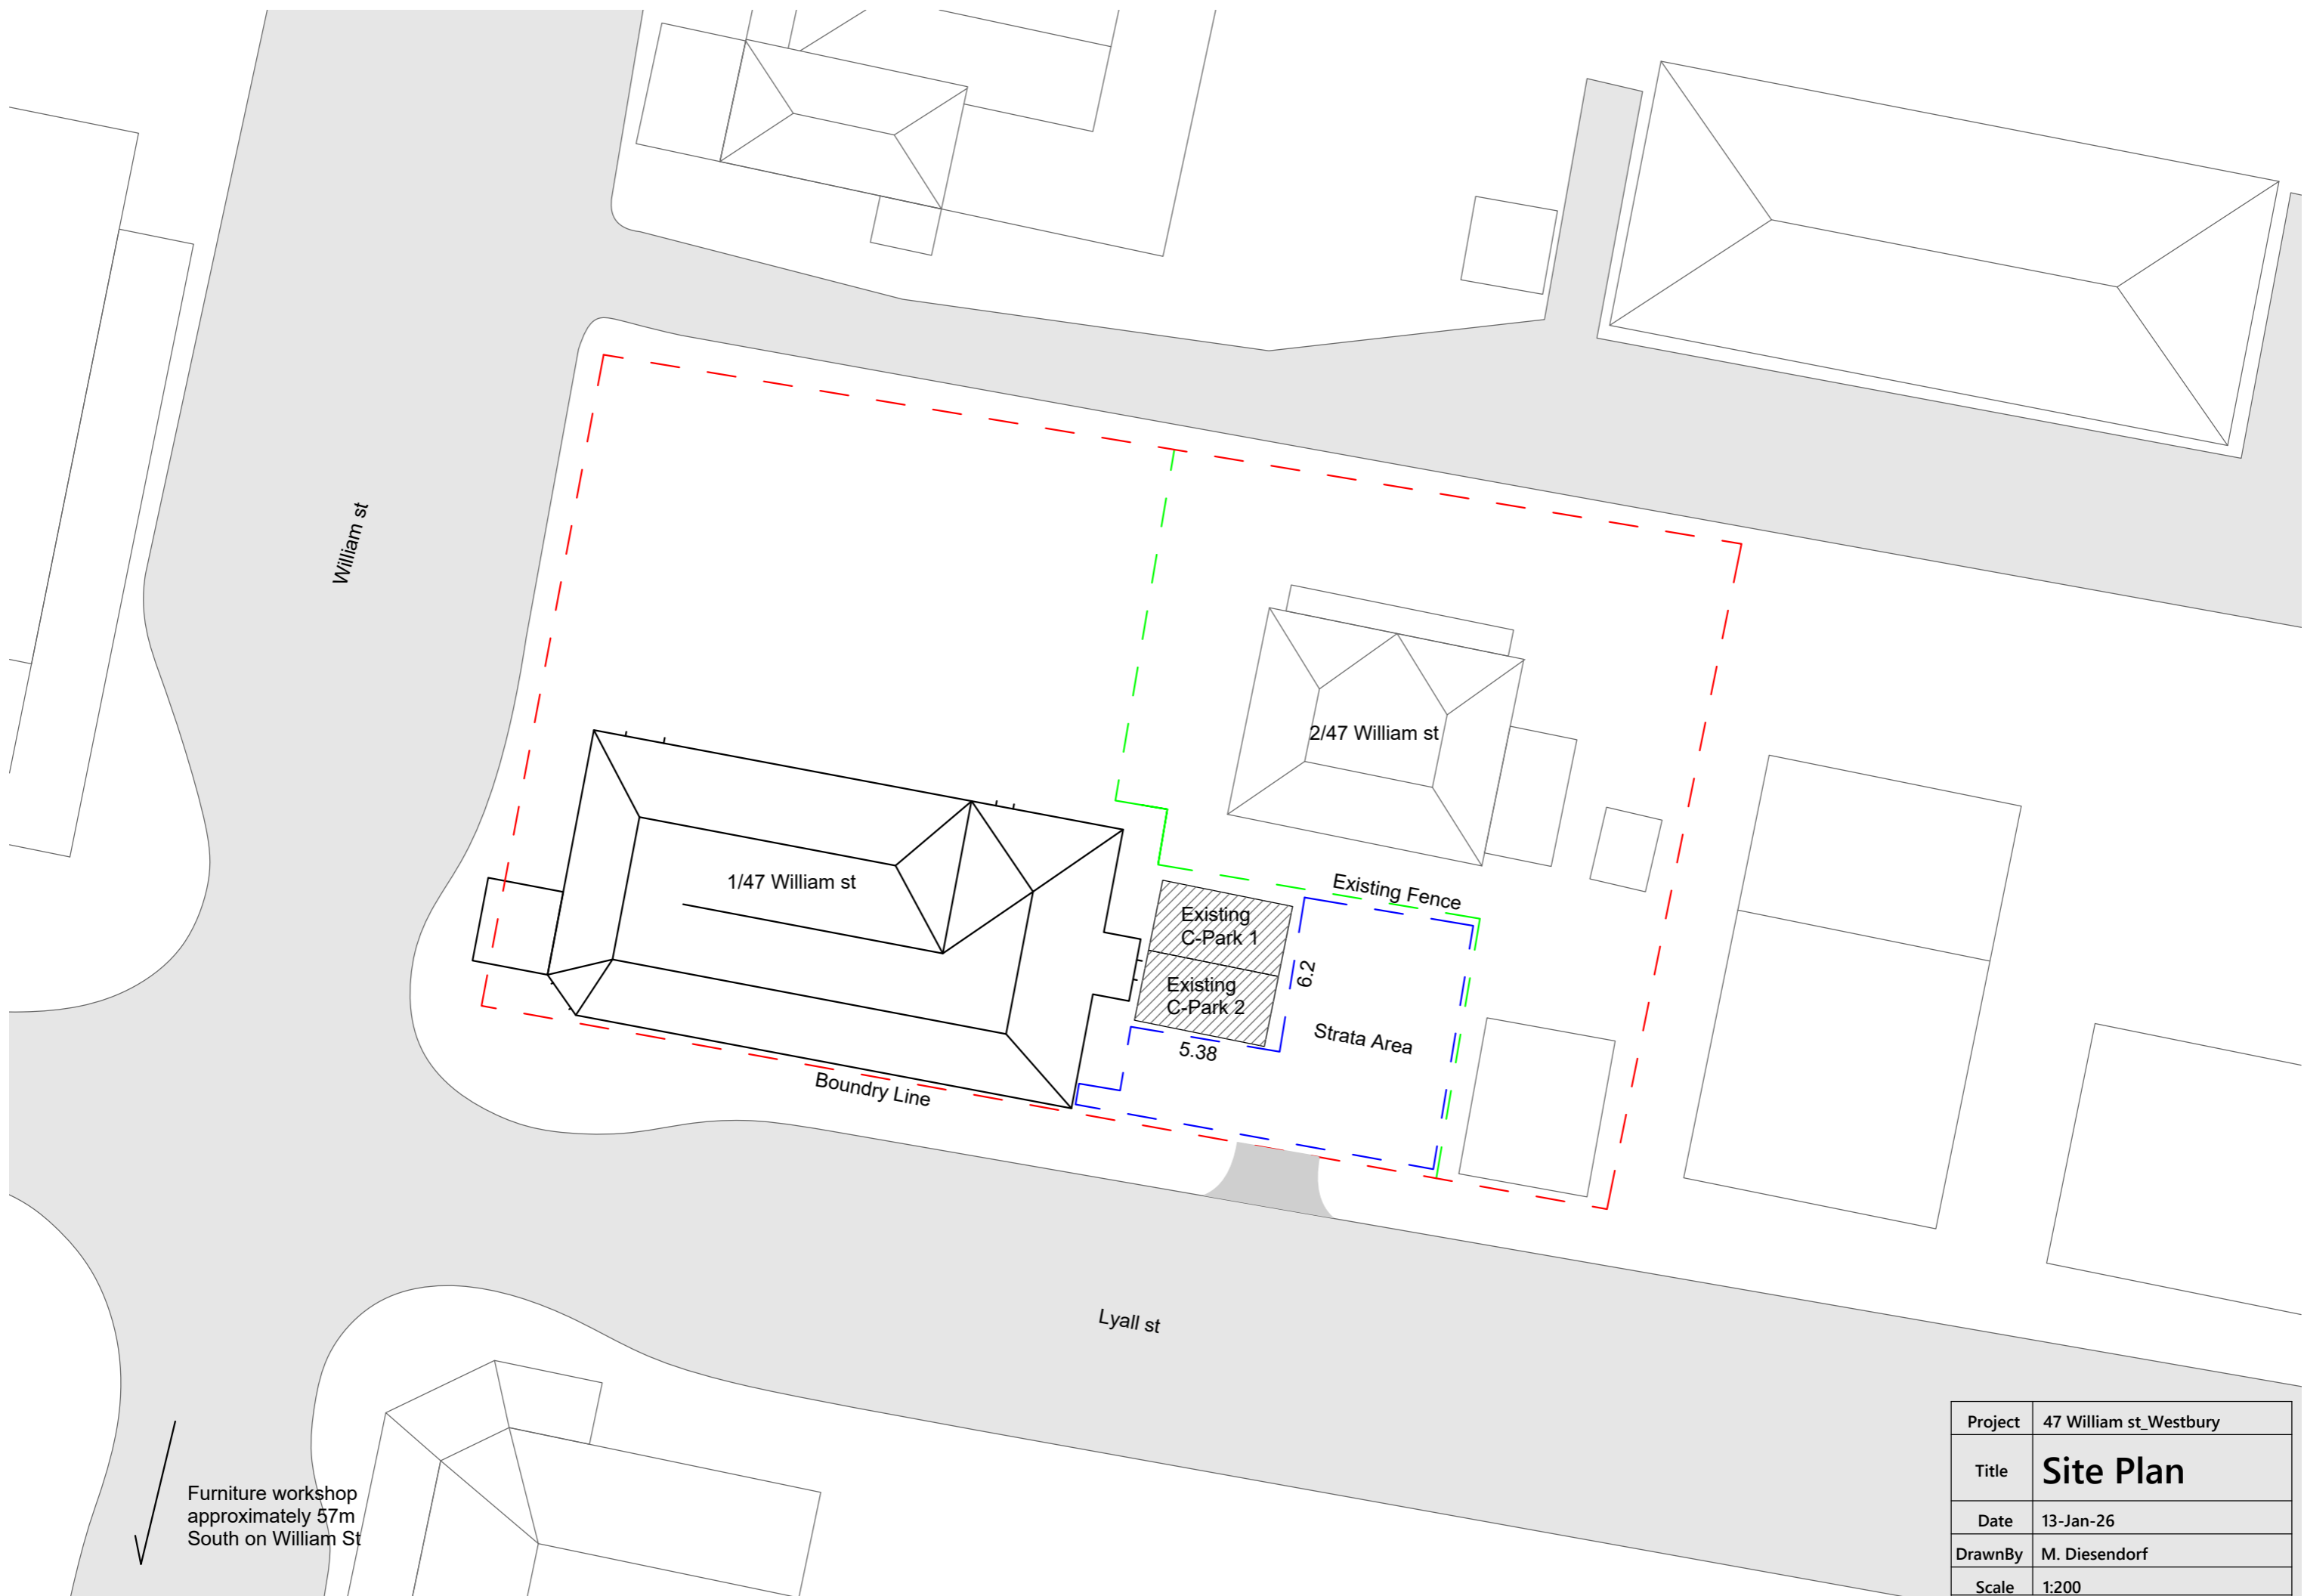 William st
2/47 William st
1/47 William st
Existing Fence
Existing
C-Park 1
Existing
C-Park 2
6.2
5.38
Strata Area
Boundry Line
Lyall st
Furniture workshop
approximately 57m
South on William St
Project 47 William st_Westbury
Title Site Plan
Date 13-Jan-26
DrawnBy M. Diesendorf
Scale 1:200